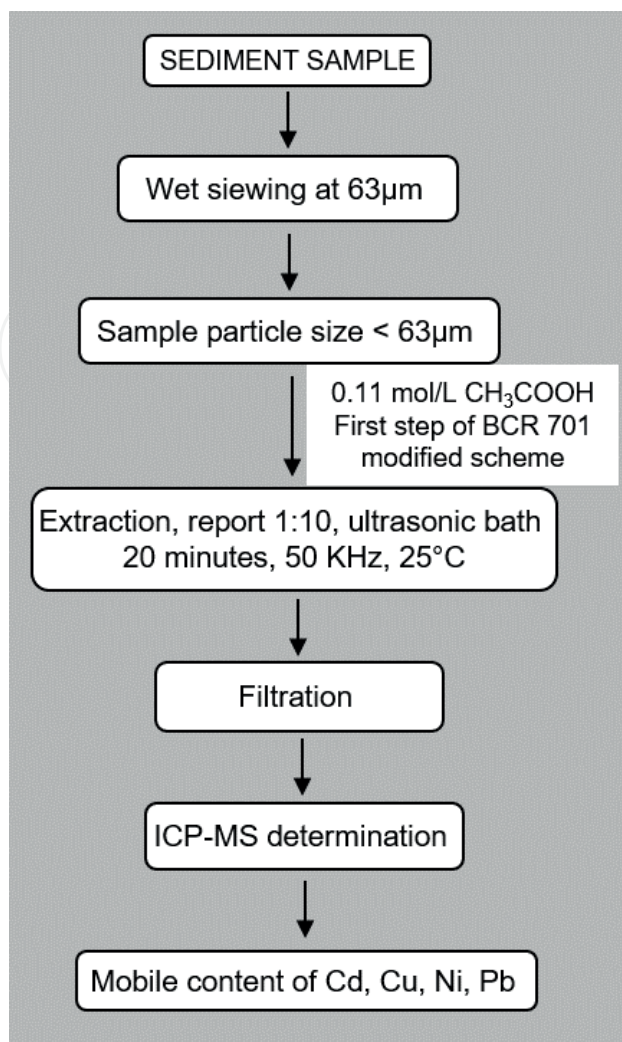 SEDIMENT SAMPLE
Wet siewing at 63µm
Sample particle size < 63µm
0.11 mol/L CH₃COOH
First step of BCR 701
modified scheme
Extraction, report 1:10, ultrasonic bath
20 minutes, 50 KHz, 25°C
Filtration
ICP-MS determination
Mobile content of Cd, Cu, Ni, Pb